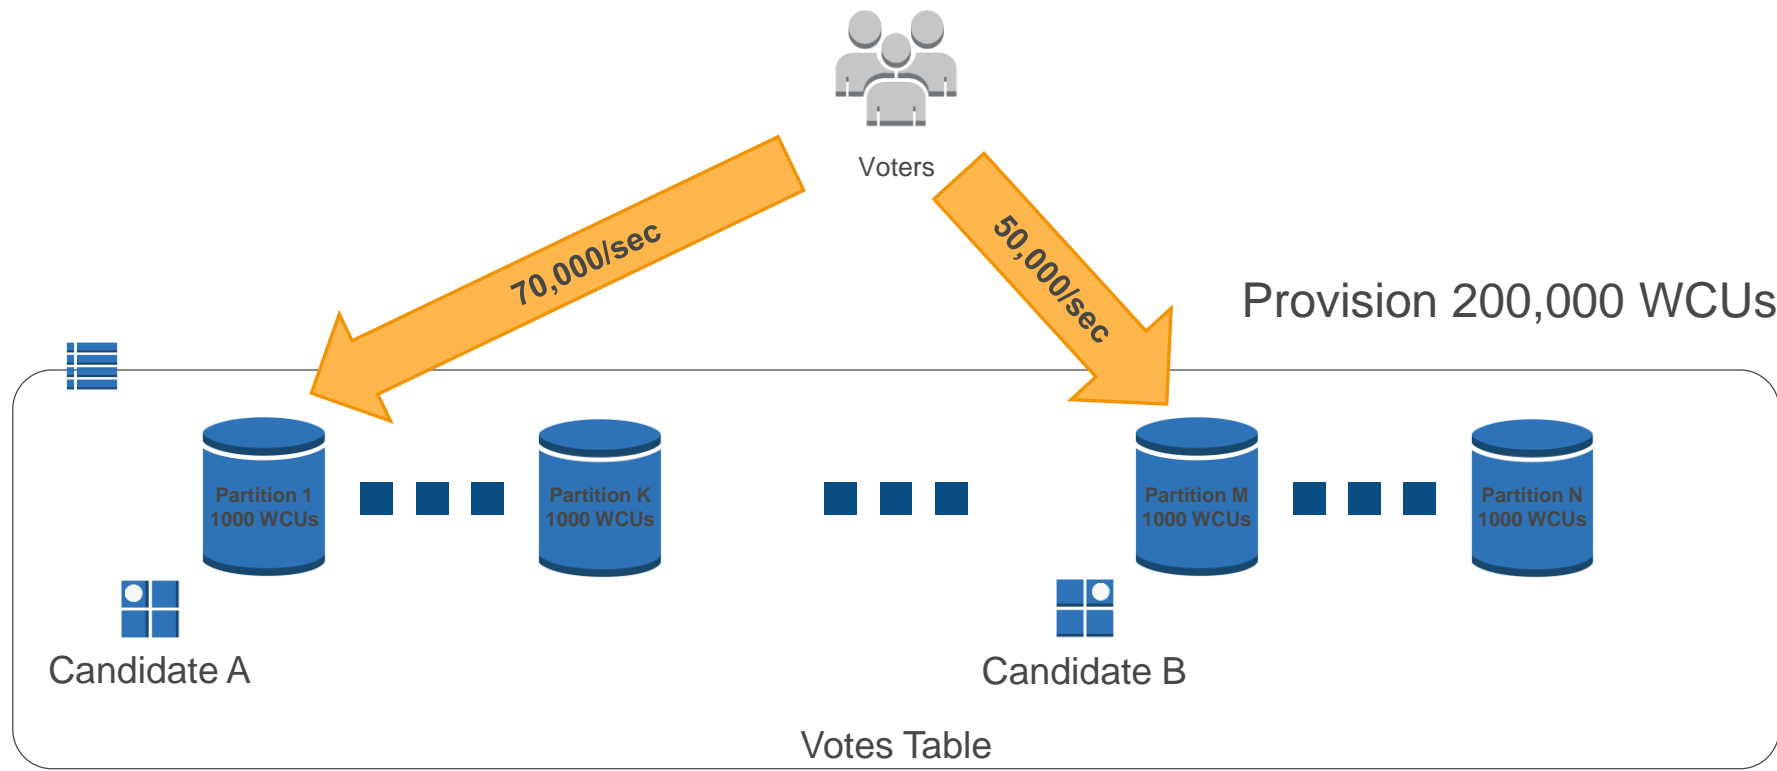 Voters
70,000/sec
50,000/sec
Provision 200,000 WCUs
Partition 1
1000 WCUs
Partition K
1000 WCUs
Partition M
1000 WCUs
Partition N
1000 WCUs
Candidate A
Candidate B
Votes Table